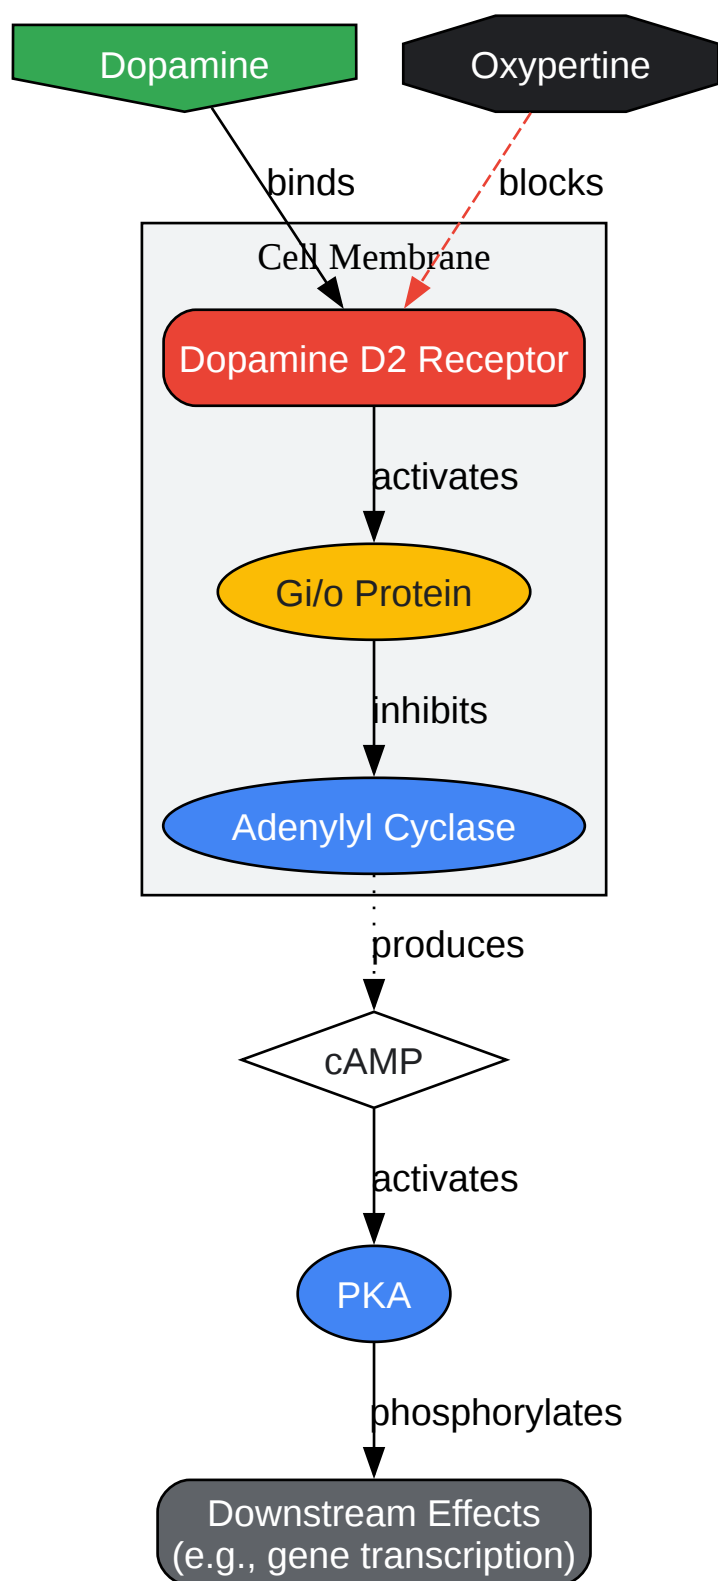 Dopamine
Oxypertine
binds
blocks
Cell Membrane
Dopamine D2 Receptor
activates
Gi/o Protein
inhibits
Adenylyl Cyclase
produces
cAMP
activates
PKA
phosphorylates
Downstream Effects
(e.g., gene transcription)